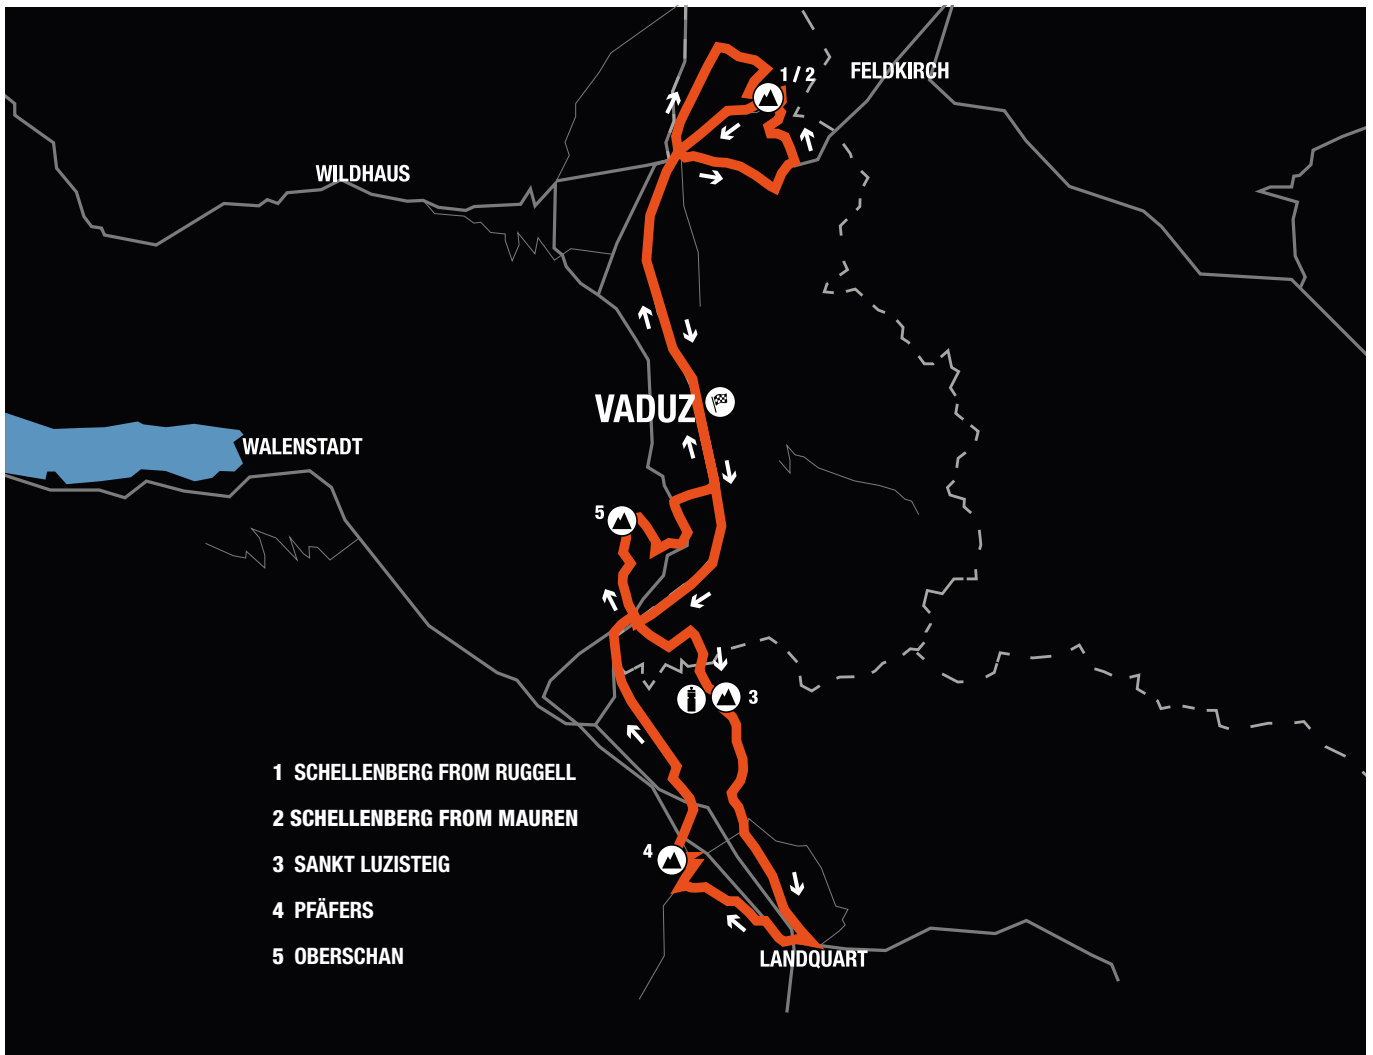 1 / 2
FELDKIRCH
WILDHAUS
VADUZ
WALENSTADT
5
3
1 SCHELLENBERG FROM RUGGELL
2 SCHELLENBERG FROM MAUREN
3 SANKT LUZISTEIG
4
4 PFÄFERS
5 OBERSCHAN
LANDQUART